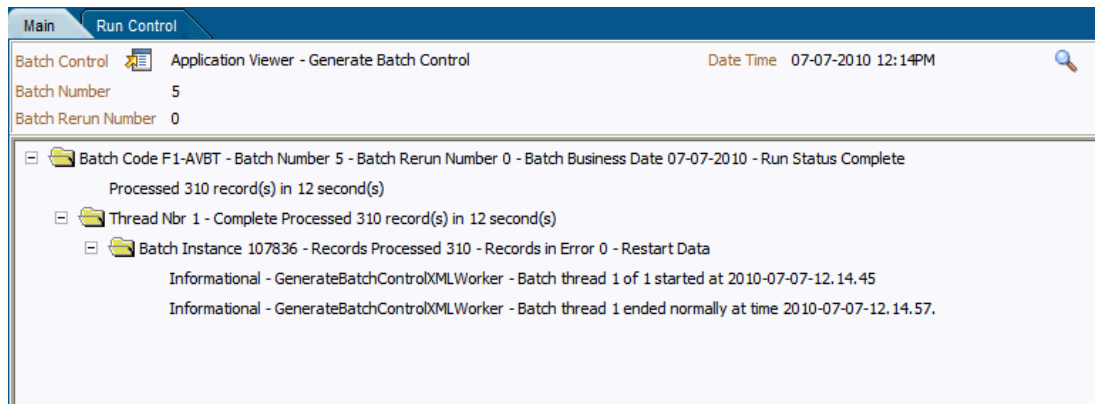 Main Run Control
Batch Control Application Viewer - Generate Batch Control Date Time 07-07-2010 12:14PM
Batch Number 5
Batch Rerun Number 0
Batch Code F1-AVBT - Batch Number 5 - Batch Rerun Number 0 - Batch Business Date 07-07-2010 - Run Status Complete
Processed 310 record(s) in 12 second(s)
Thread Nbr 1 - Complete Processed 310 record(s) in 12 second(s)
Batch Instance 107836 - Records Processed 310 - Records in Error 0 - Restart Data
Informational - GenerateBatchControlXMLWorker - Batch thread 1 of 1 started at 2010-07-07-12.14.45
Informational - GenerateBatchControlXMLWorker - Batch thread 1 ended normally at time 2010-07-07-12.14.57.